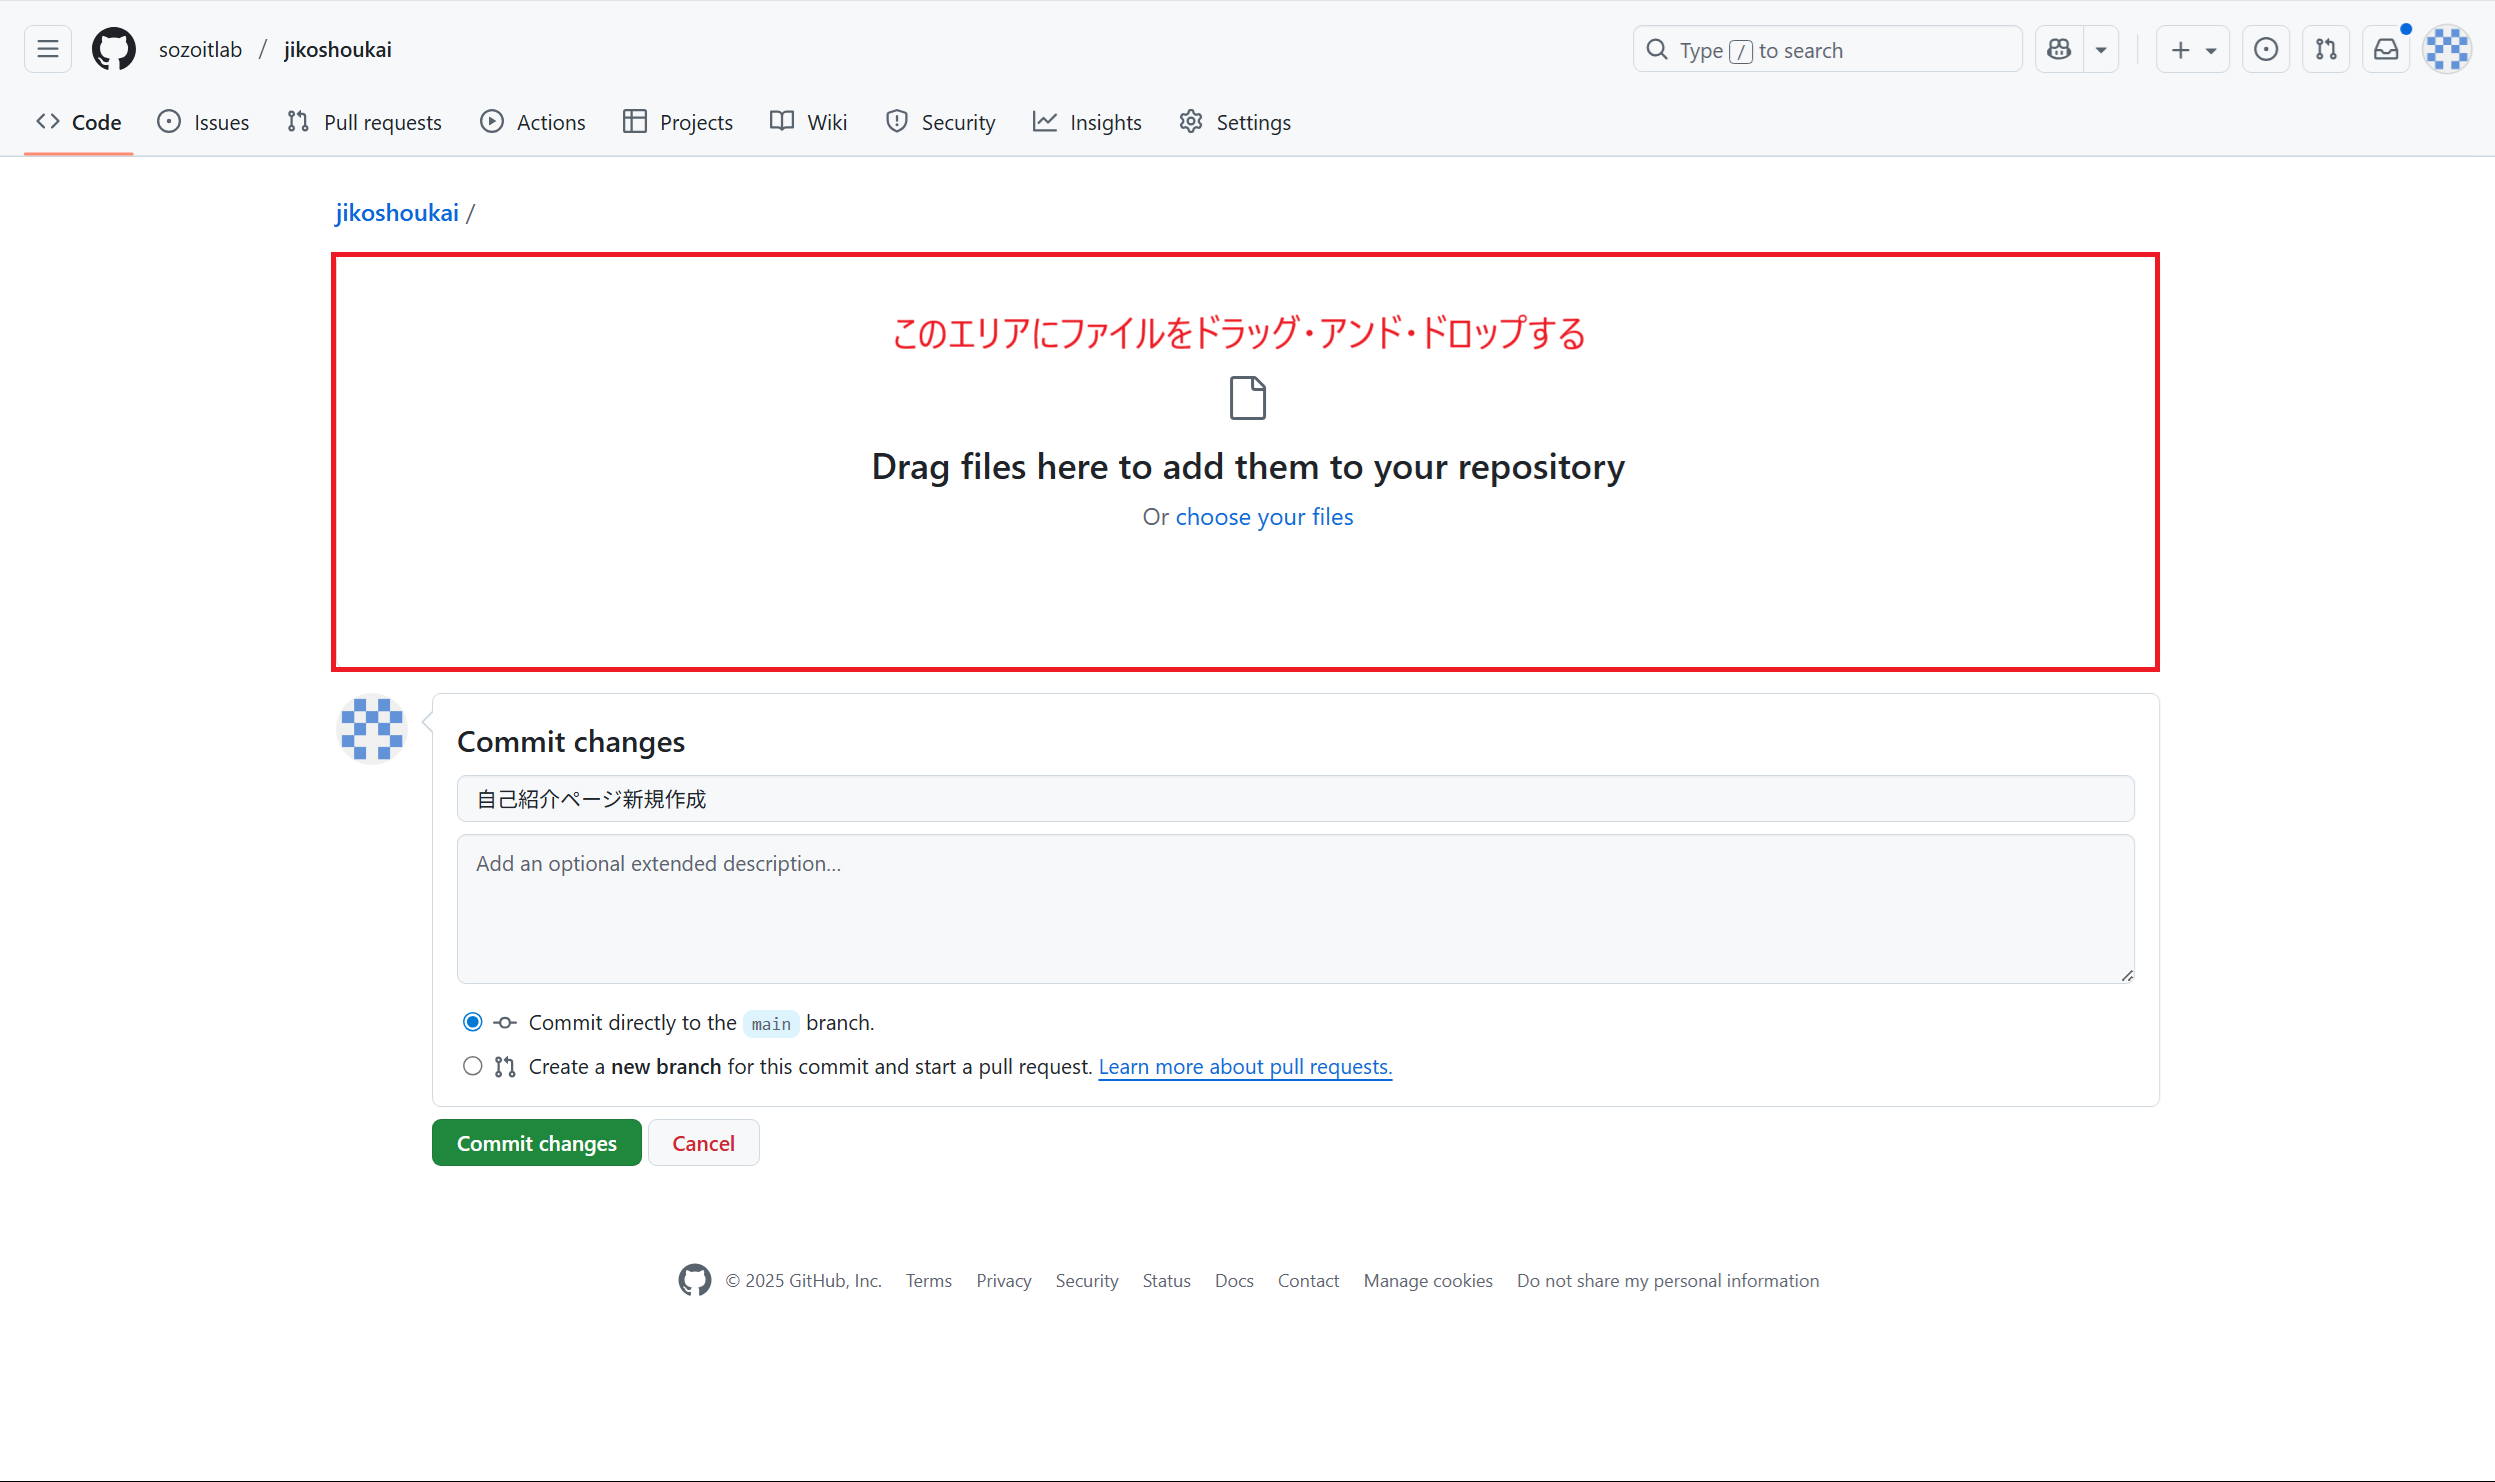 sozoitlab / jikoshoukai
Type / to search
Code Issues Pull requests Actions Projects Wiki Security Insights Settings
jikoshoukai /
このエリアにファイルをドラッグ・アンド・ドロップする
Drag files here to add them to your repository
Or choose your files
Commit changes
自己紹介ページ新規作成
Add an optional extended description...
Commit directly to the main branch.
Create a new branch for this commit and start a pull request. Learn more about pull requests.
Commit changes Cancel
© 2025 GitHub, Inc. Terms Privacy Security Status Docs Contact Manage cookies Do not share my personal information